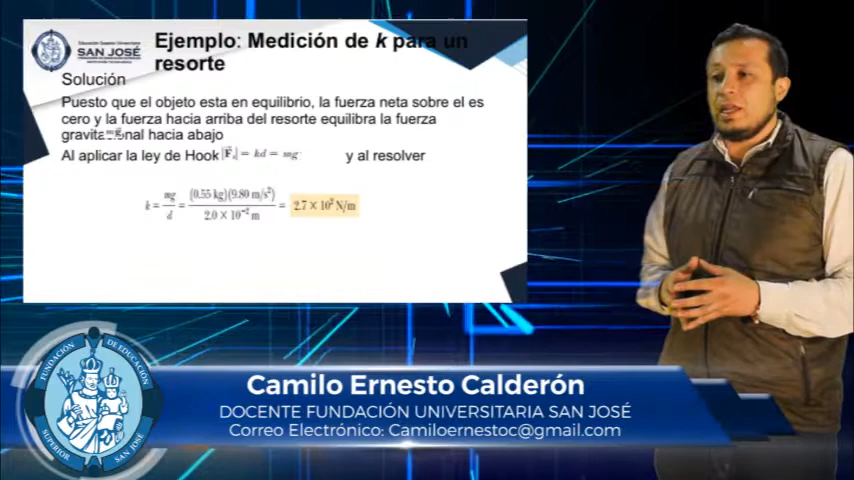 Educación Superior Universitaria
SAN JOSÉ
Ejemplo: Medición de k para un
resorte
Solución
Puesto que el objeto esta en equilibrio, la fuerza neta sobre el es
cero y la fuerza hacia arriba del resorte equilibra la fuerza
gravitacional hacia abajo
Al aplicar la ley de Hook |F⃗s| = kd = mg y al resolver
k = mg/d = (0.55 kg)(9.80 m/s²)/2.0 × 10⁻² m = 2.7 × 10² N/m
FUNDACIÓN DE EDUCACIÓN
SUPERIOR SAN JOSÉ
Camilo Ernesto Calderón
DOCENTE FUNDACIÓN UNIVERSITARIA SAN JOSÉ
Correo Electrónico: Camiloernestoc@gmail.com